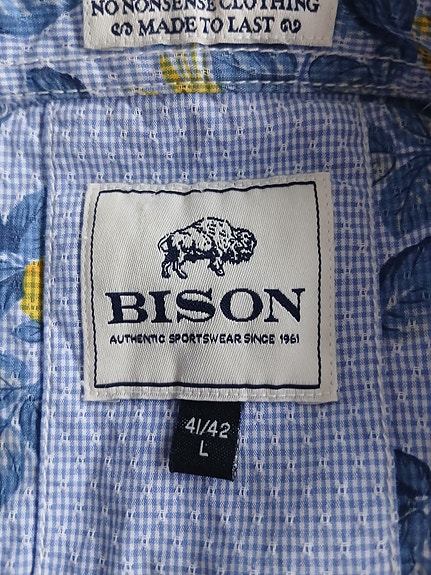 NO NONSENSE CLOTHING
MADE TO LAST
BISON
AUTHENTIC SPORTSWEAR SINCE 1961
41/42
L